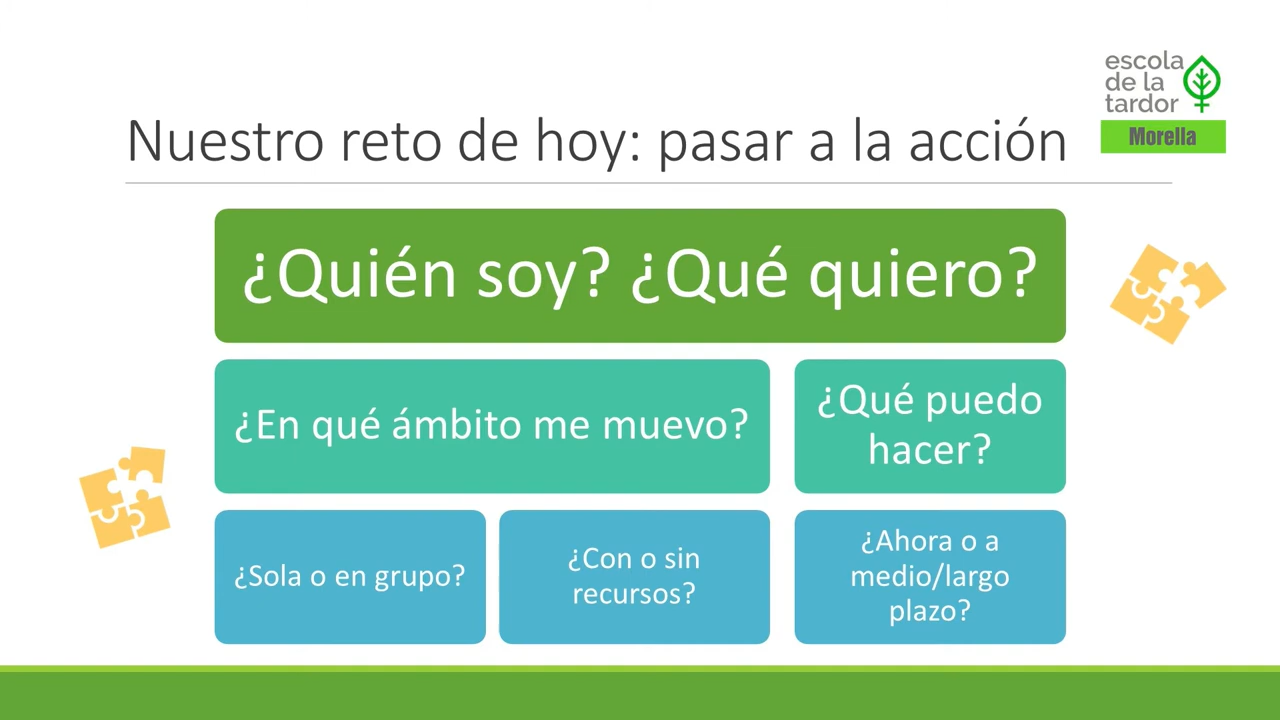 escola
de la
tardor
Morella
Nuestro reto de hoy: pasar a la acción
¿Quién soy? ¿Qué quiero?
¿En qué ámbito me muevo?
¿Qué puedo
hacer?
¿Sola o en grupo?
¿Con o sin
recursos?
¿Ahora o a
medio/largo
plazo?